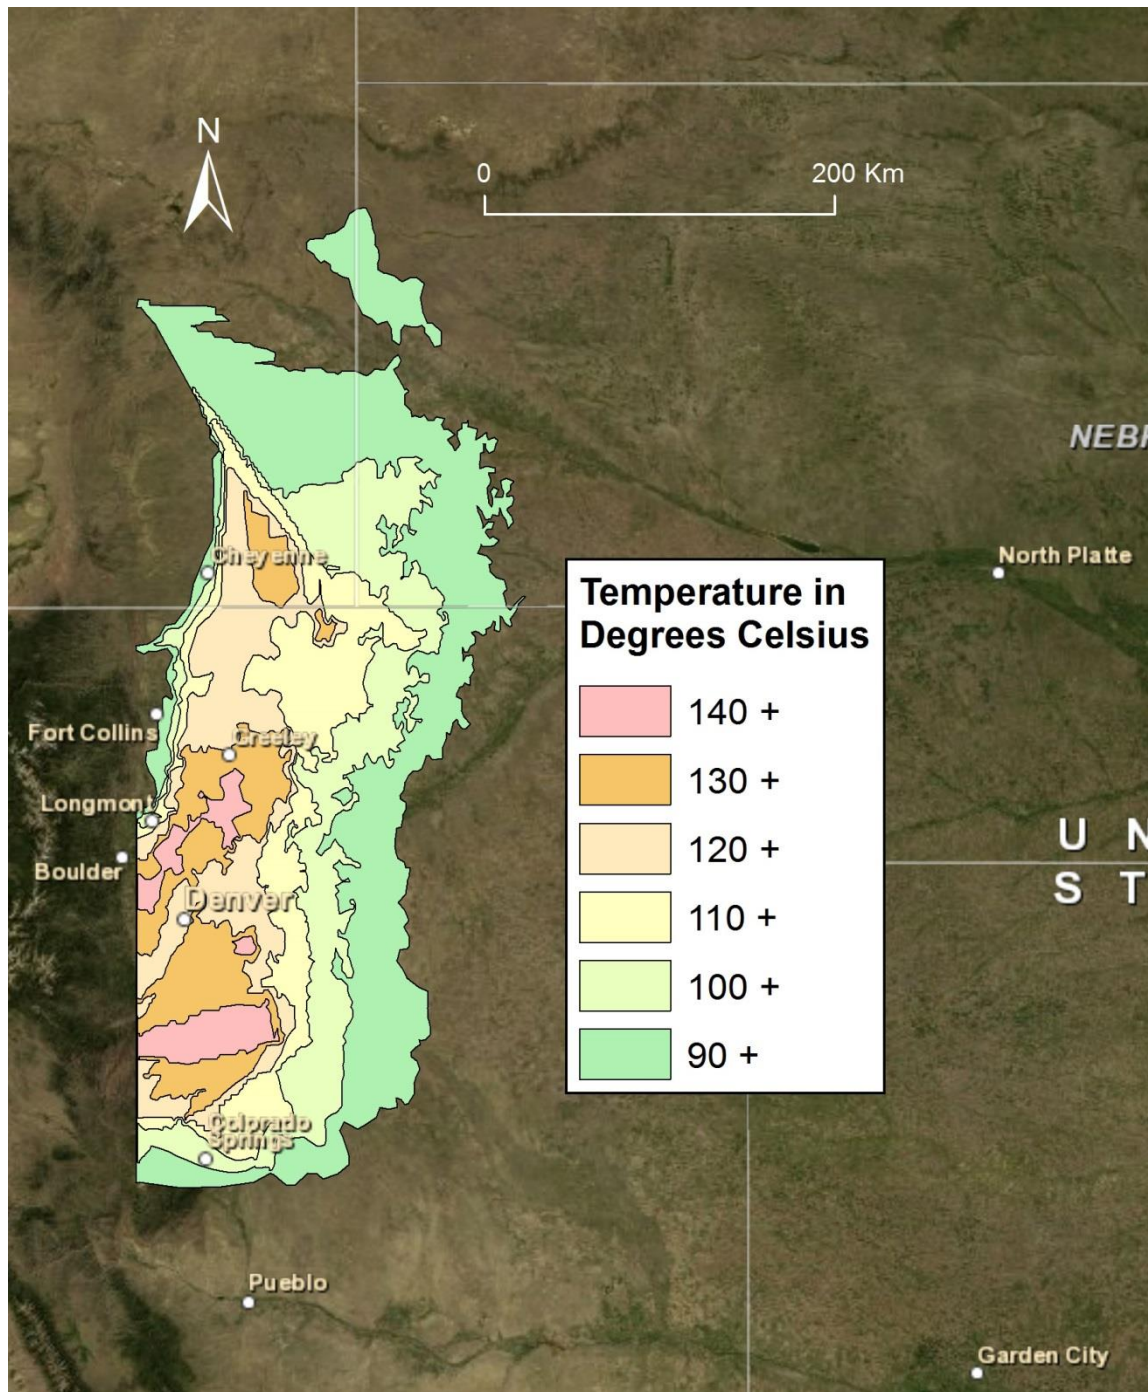 N
0 200 Km
NEB
Cheyenne
North Platte
Temperature in
Degrees Celsius
140 +
130 +
120 +
110 +
100 +
90 +
Fort Collins
Greeley
Longmont
Boulder
U N
S T
Denver
Colorado
Springs
Pueblo
Garden City